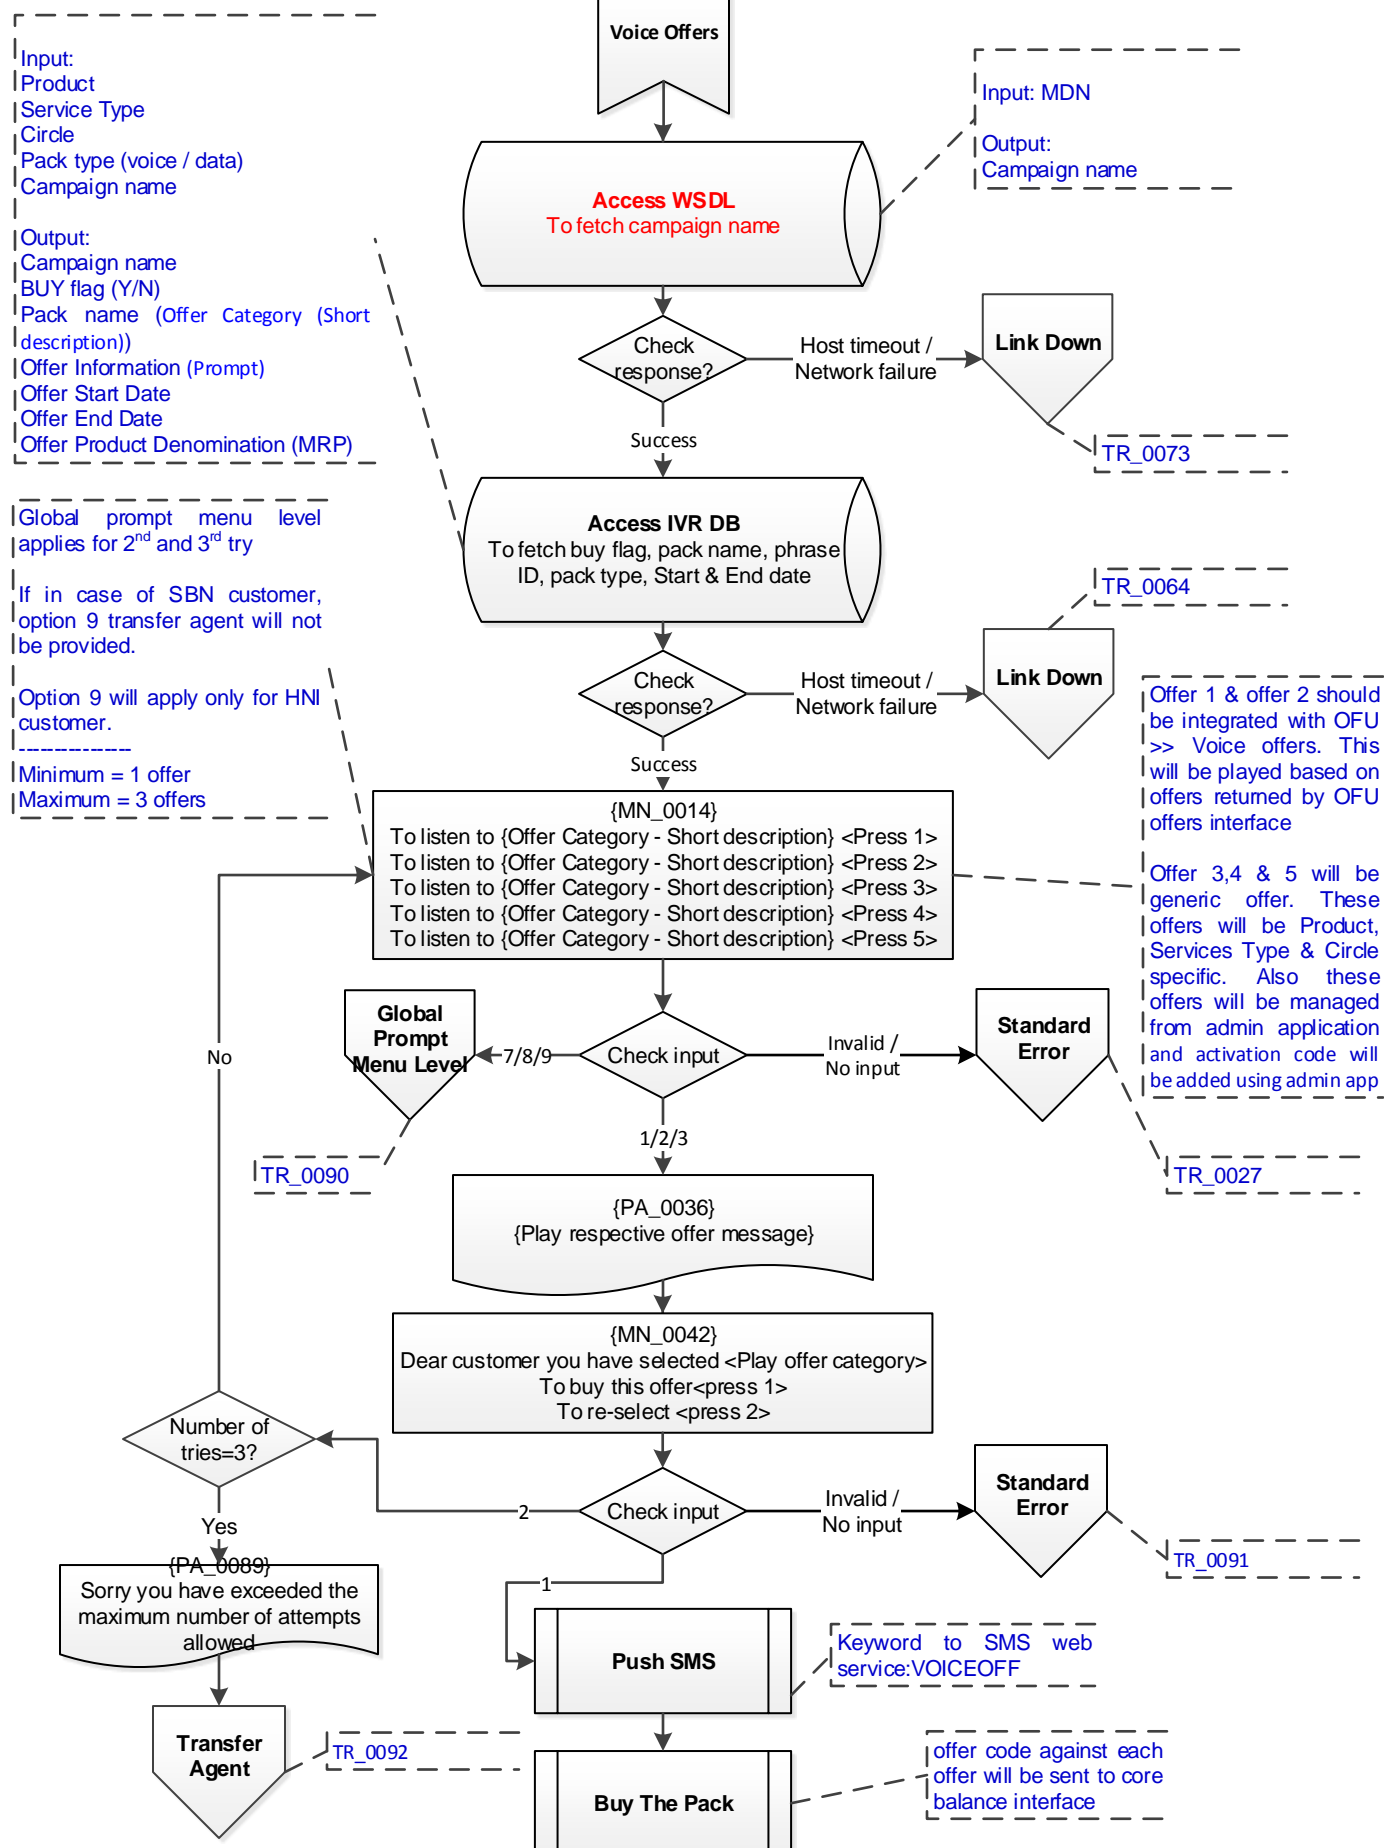 Voice Offers
Input:
Product
Service Type
Circle
Pack type (voice / data)
Campaign name
Output:
Campaign name
BUY flag (Y/N)
Pack name (Offer Category (Short
description))
Offer Information (Prompt)
Offer Start Date
Offer End Date
Offer Product Denomination (MRP)
Input: MDN
Output:
Campaign name
Access WSDL
To fetch campaign name
Check
response?
Host timeout /
Network failure
Link Down
TR_0073
Success
Access IVR DB
To fetch buy flag, pack name, phrase
ID, pack type, Start & End date
Global prompt menu level
applies for 2nd and 3rd try
If in case of SBN customer,
option 9 transfer agent will not
be provided.
Option 9 will apply only for HNI
customer.
----------------
Minimum = 1 offer
Maximum = 3 offers
TR_0064
Check
response?
Host timeout /
Network failure
Link Down
Success
Offer 1 & offer 2 should
be integrated with OFU
>> Voice offers. This
will be played based on
offers returned by OFU
offers interface
Offer 3,4 & 5 will be
generic offer. These
offers will be Product,
Services Type & Circle
specific. Also these
offers will be managed
from admin application
and activation code will
be added using admin app
{MN_0014}
To listen to {Offer Category - Short description} <Press 1>
To listen to {Offer Category - Short description} <Press 2>
To listen to {Offer Category - Short description} <Press 3>
To listen to {Offer Category - Short description} <Press 4>
To listen to {Offer Category - Short description} <Press 5>
Global
Prompt
Menu Level
7/8/9
Check input
Invalid /
No input
Standard
Error
No
1/2/3
TR_0090
TR_0027
{PA_0036}
{Play respective offer message}
{MN_0042}
Dear customer you have selected <Play offer category>
To buy this offer<press 1>
To re-select <press 2>
Number of
tries=3?
2
Check input
Invalid /
No input
Standard
Error
Yes
TR_0091
{PA_0089}
Sorry you have exceeded the
maximum number of attempts
allowed
1
Push SMS
Keyword to SMS web
service:VOICEOFF
Transfer
Agent
TR_0092
Buy The Pack
offer code against each
offer will be sent to core
balance interface